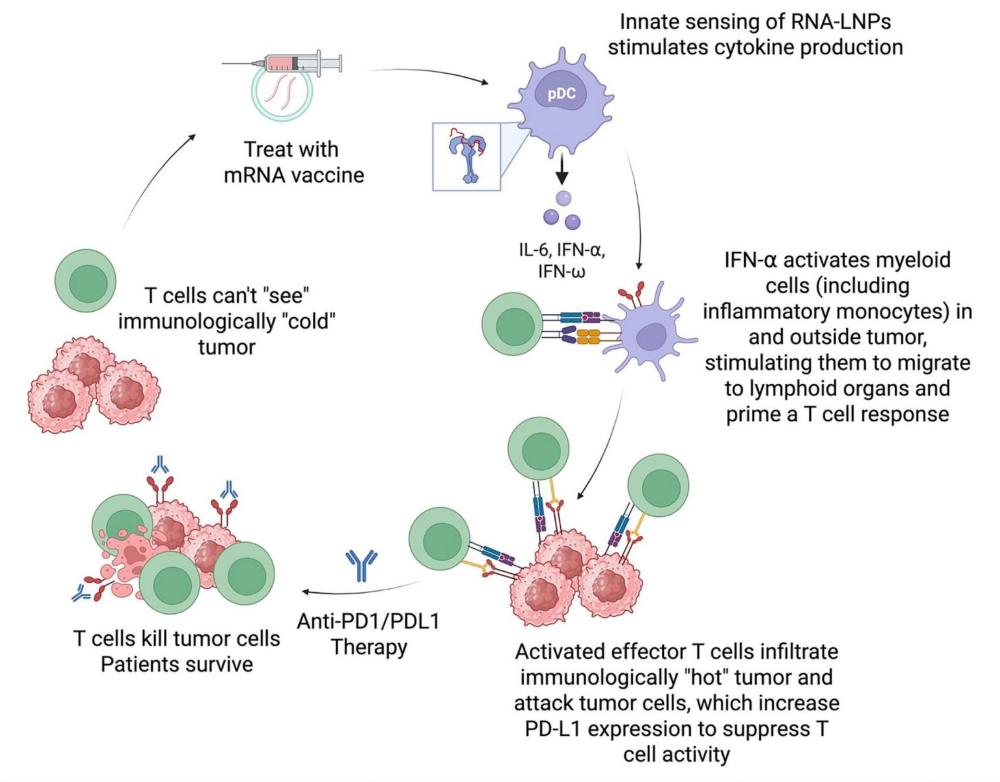 Innate sensing of RNA-LNPs
stimulates cytokine production
pDC
Treat with
mRNA vaccine
IL-6, IFN-α,
IFN-ω
IFN-α activates myeloid
cells (including
inflammatory monocytes) in
and outside tumor,
stimulating them to migrate
to lymphoid organs and
prime a T cell response
T cells can't "see"
immunologically "cold"
tumor
Activated effector T cells infiltrate
immunologically "hot" tumor and
attack tumor cells, which increase
PD-L1 expression to suppress T
cell activity
Anti-PD1/PDL1
Therapy
T cells kill tumor cells
Patients survive